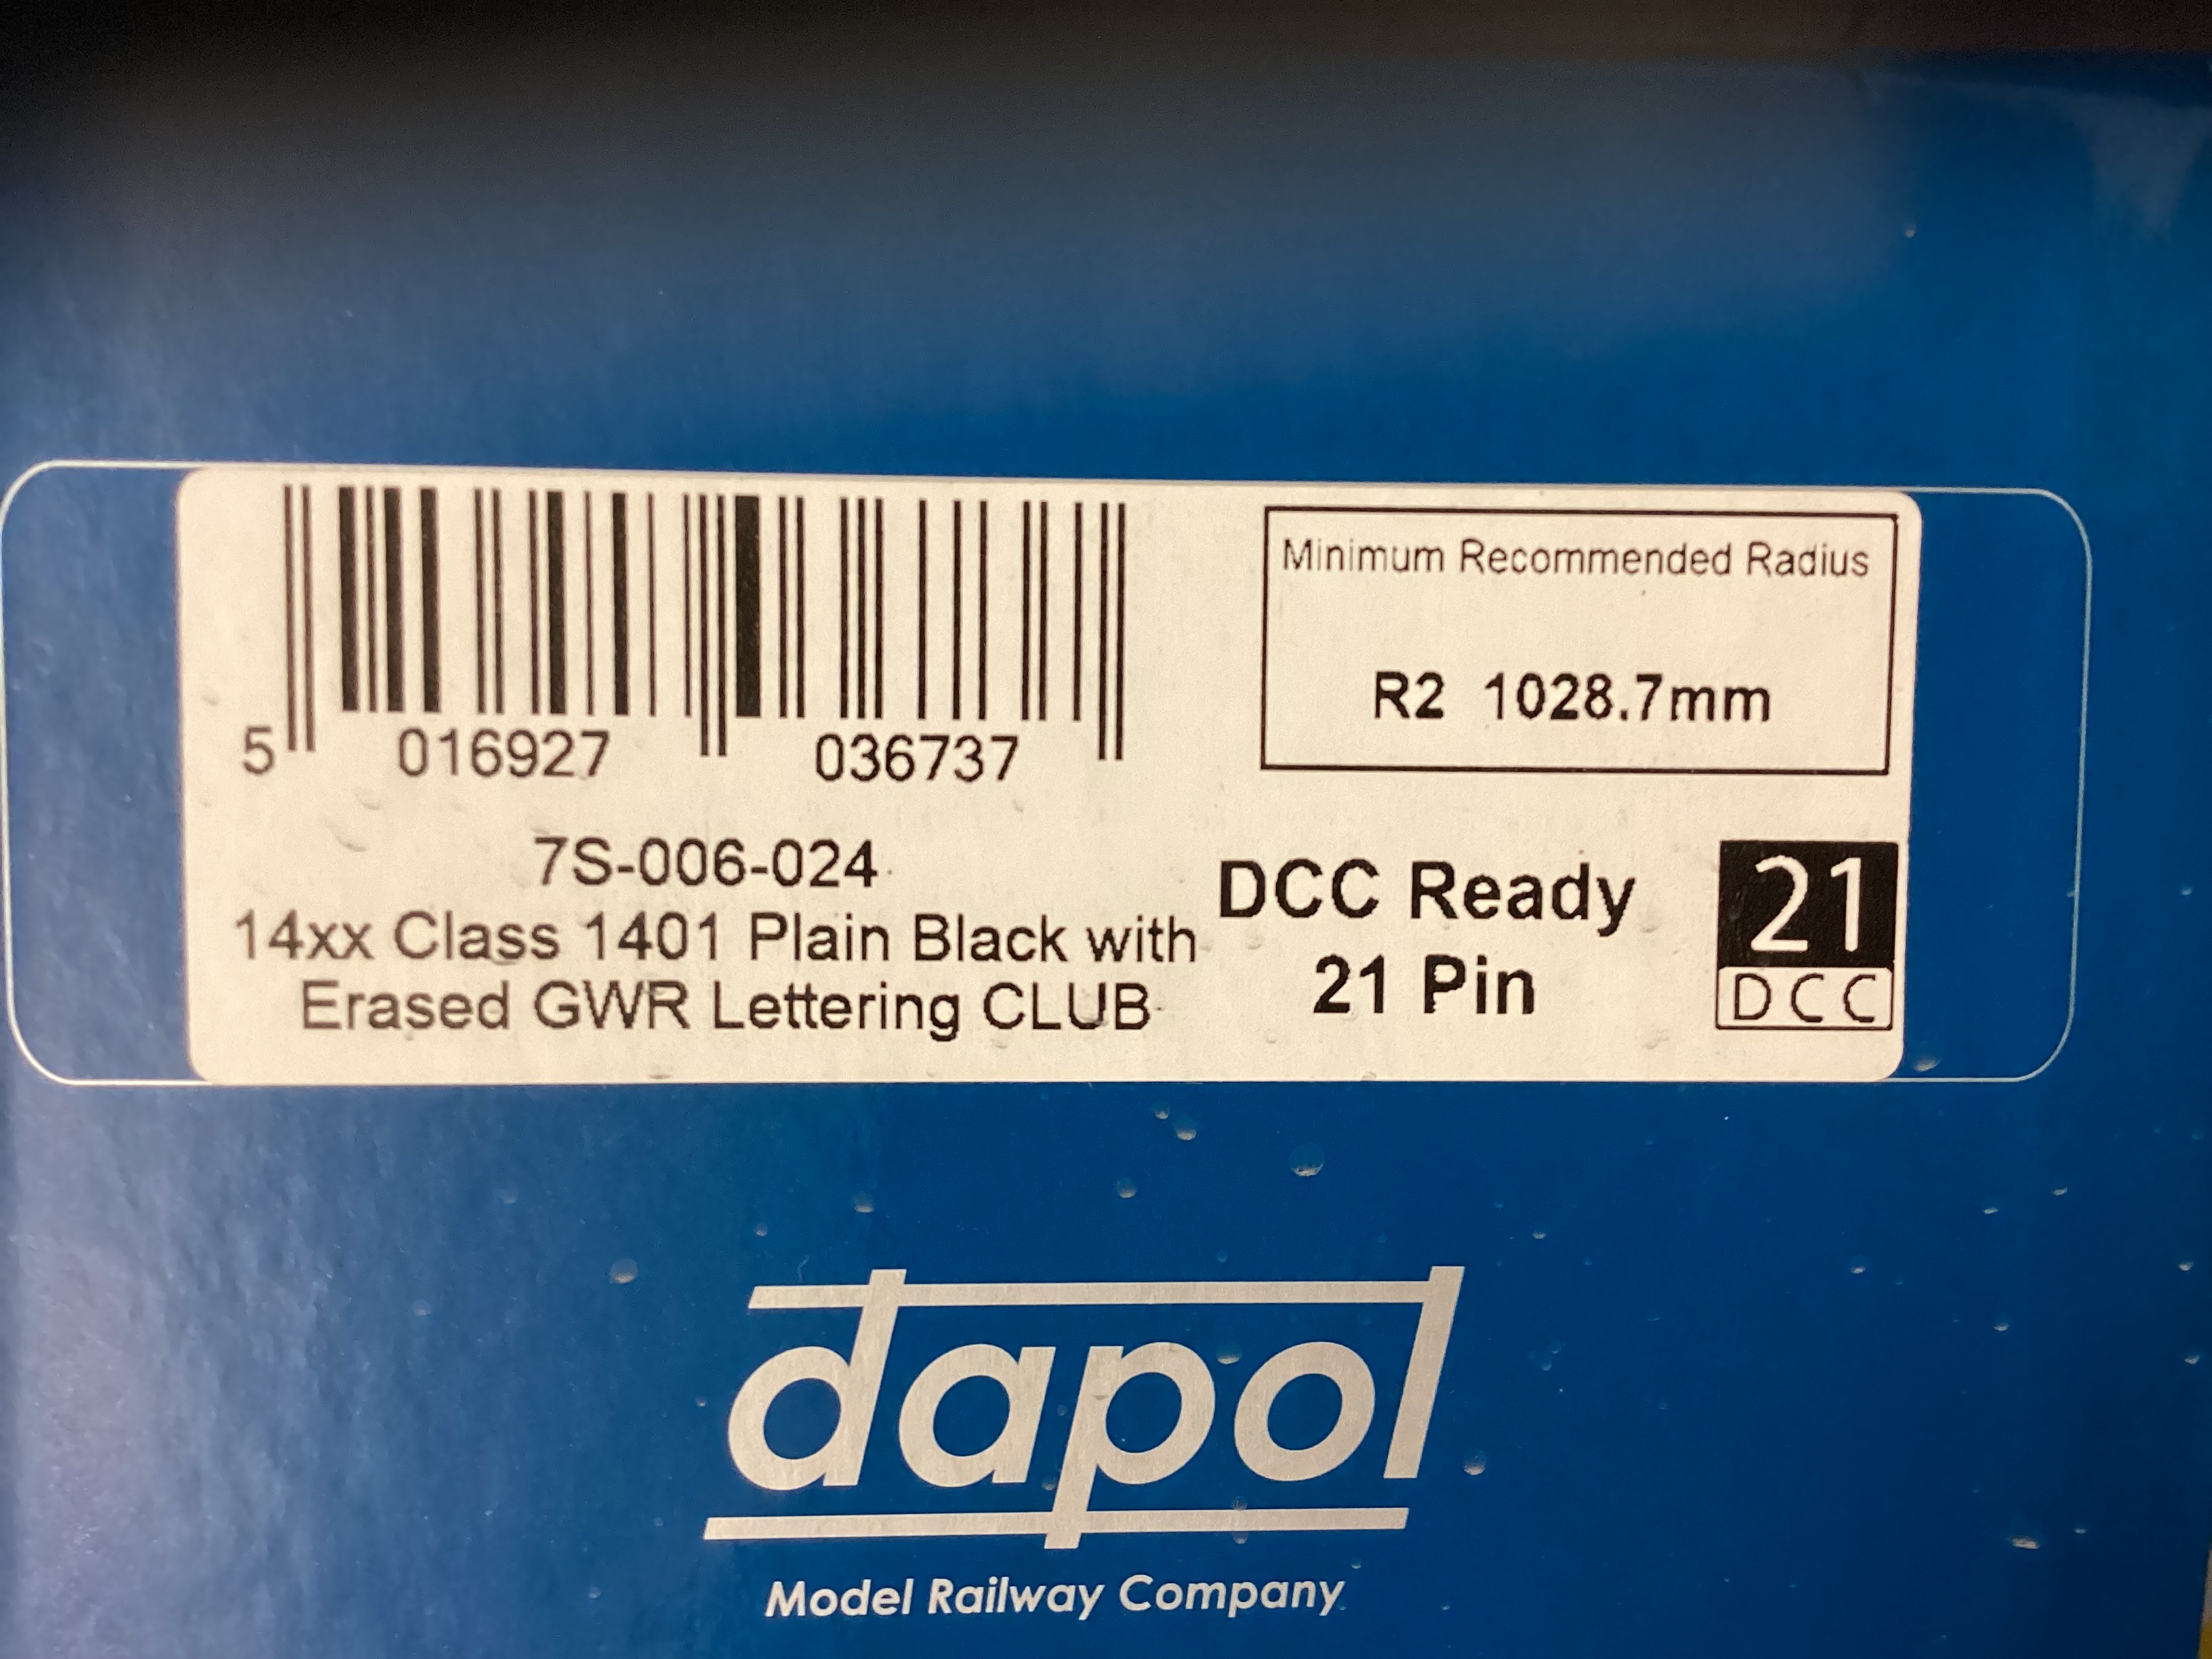 5 016927 036737
Minimum Recommended Radius
R2 1028.7mm
7S-006-024
14xx Class 1401 Plain Black with
Erased GWR Lettering CLUB
DCC Ready
21 Pin
21
DCC
dapol
Model Railway Company